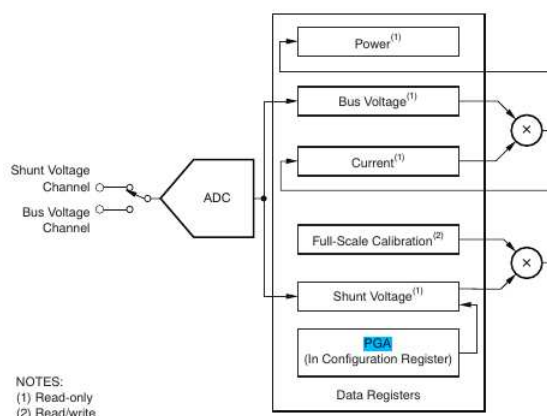 Power(1)
Bus Voltage(1)
×
Shunt Voltage
Channel
Current(1)
ADC
Bus Voltage
Channel
Full-Scale Calibration(2)
×
Shunt Voltage(1)
PGA
(In Configuration Register)
NOTES:
Data Registers
(1) Read-only
(2) Read/write